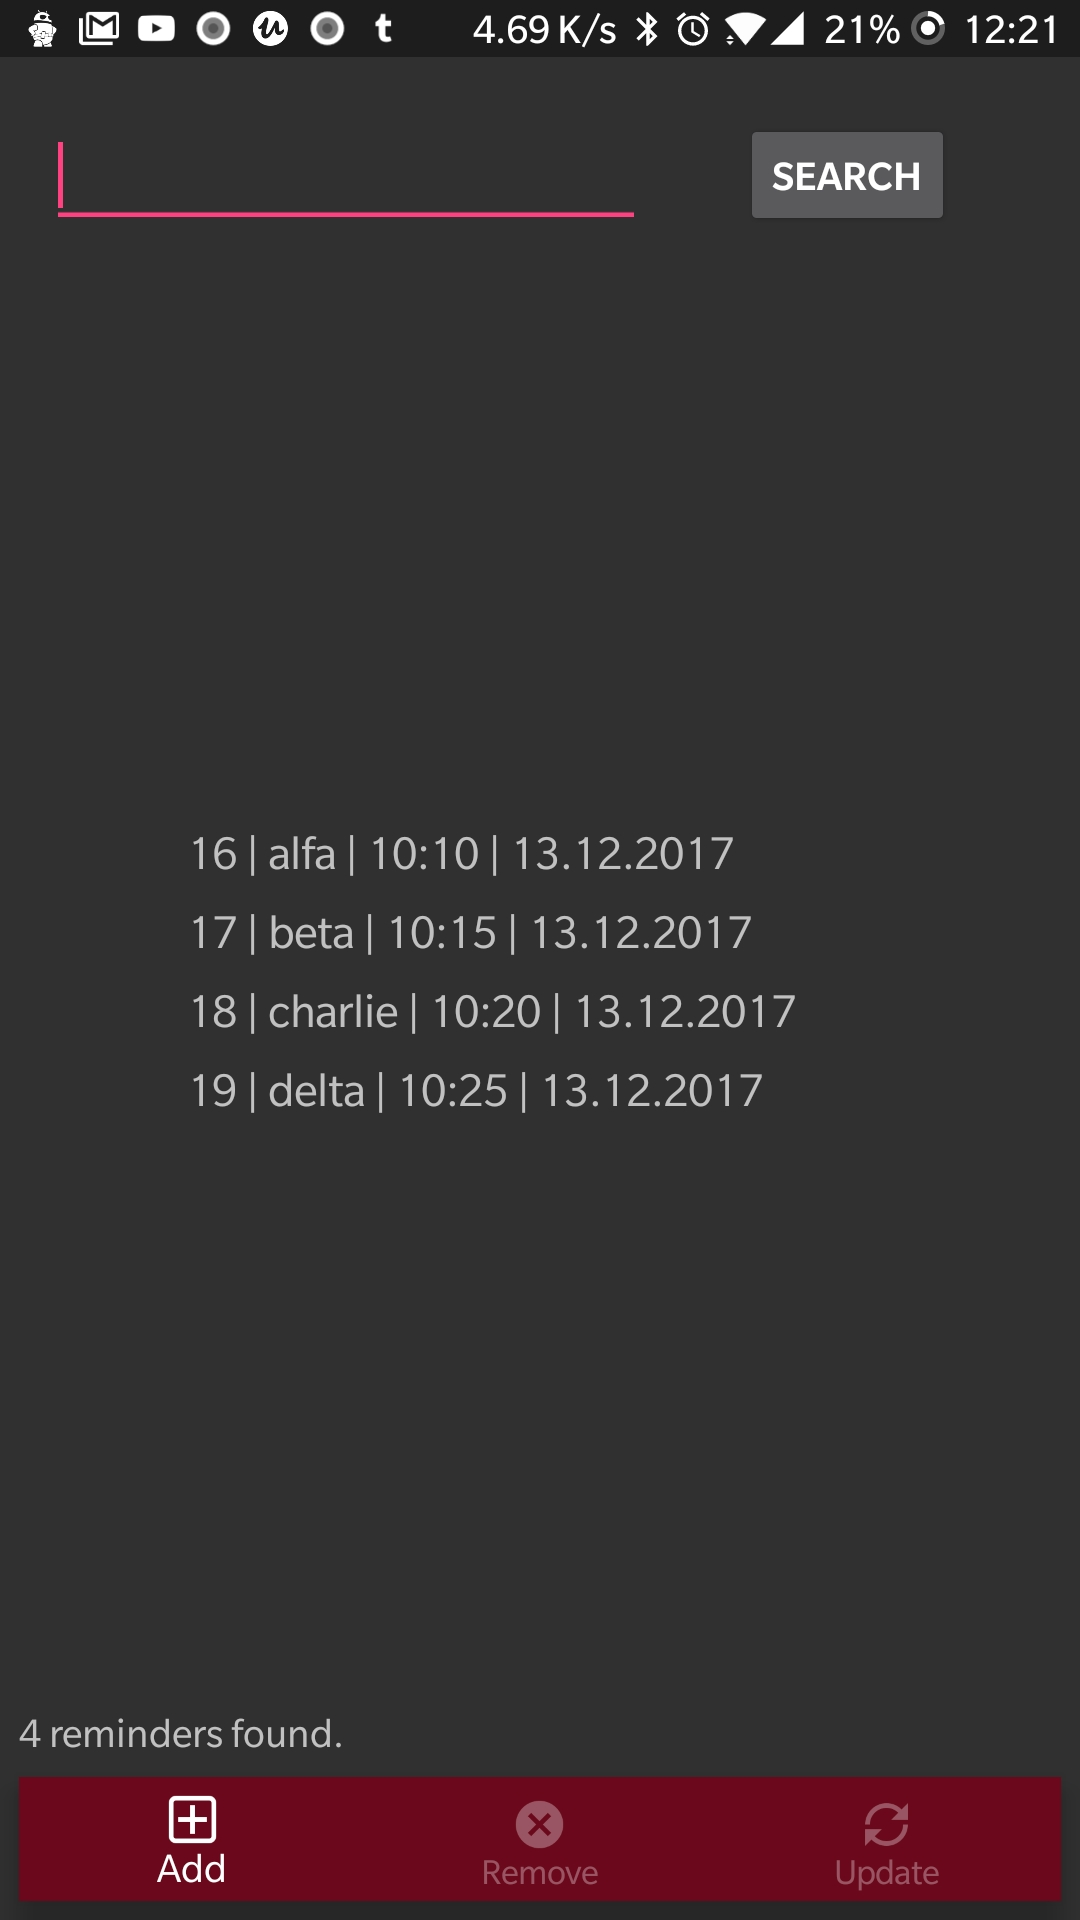 4.69 K/s 21% 12:21
SEARCH
16 | alfa | 10:10 | 13.12.2017
17 | beta | 10:15 | 13.12.2017
18 | charlie | 10:20 | 13.12.2017
19 | delta | 10:25 | 13.12.2017
4 reminders found.
Add Remove Update